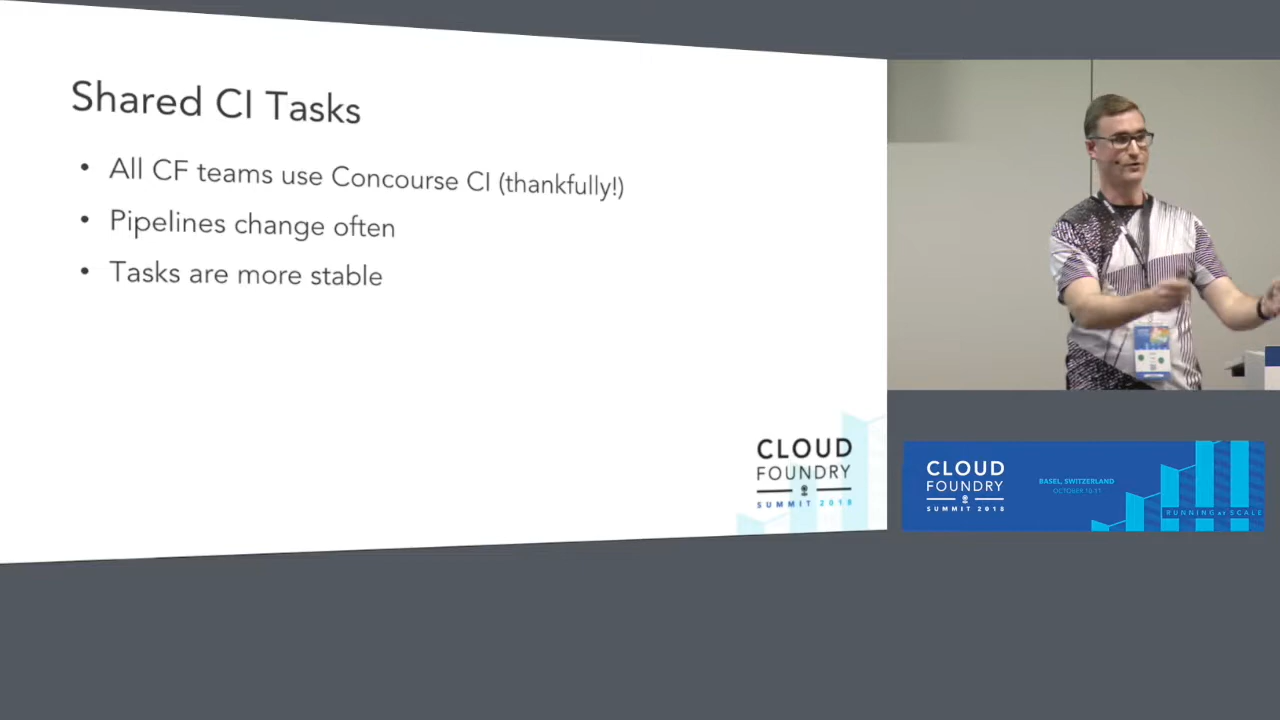 Shared CI Tasks
• All CF teams use Concourse CI (thankfully!)
• Pipelines change often
• Tasks are more stable
CLOUD
FOUNDRY
SUMMIT 2018
CLOUD
FOUNDRY
SUMMIT 2018
BASEL, SWITZERLAND
OCTOBER 10-11
RUNNING AT SCALE